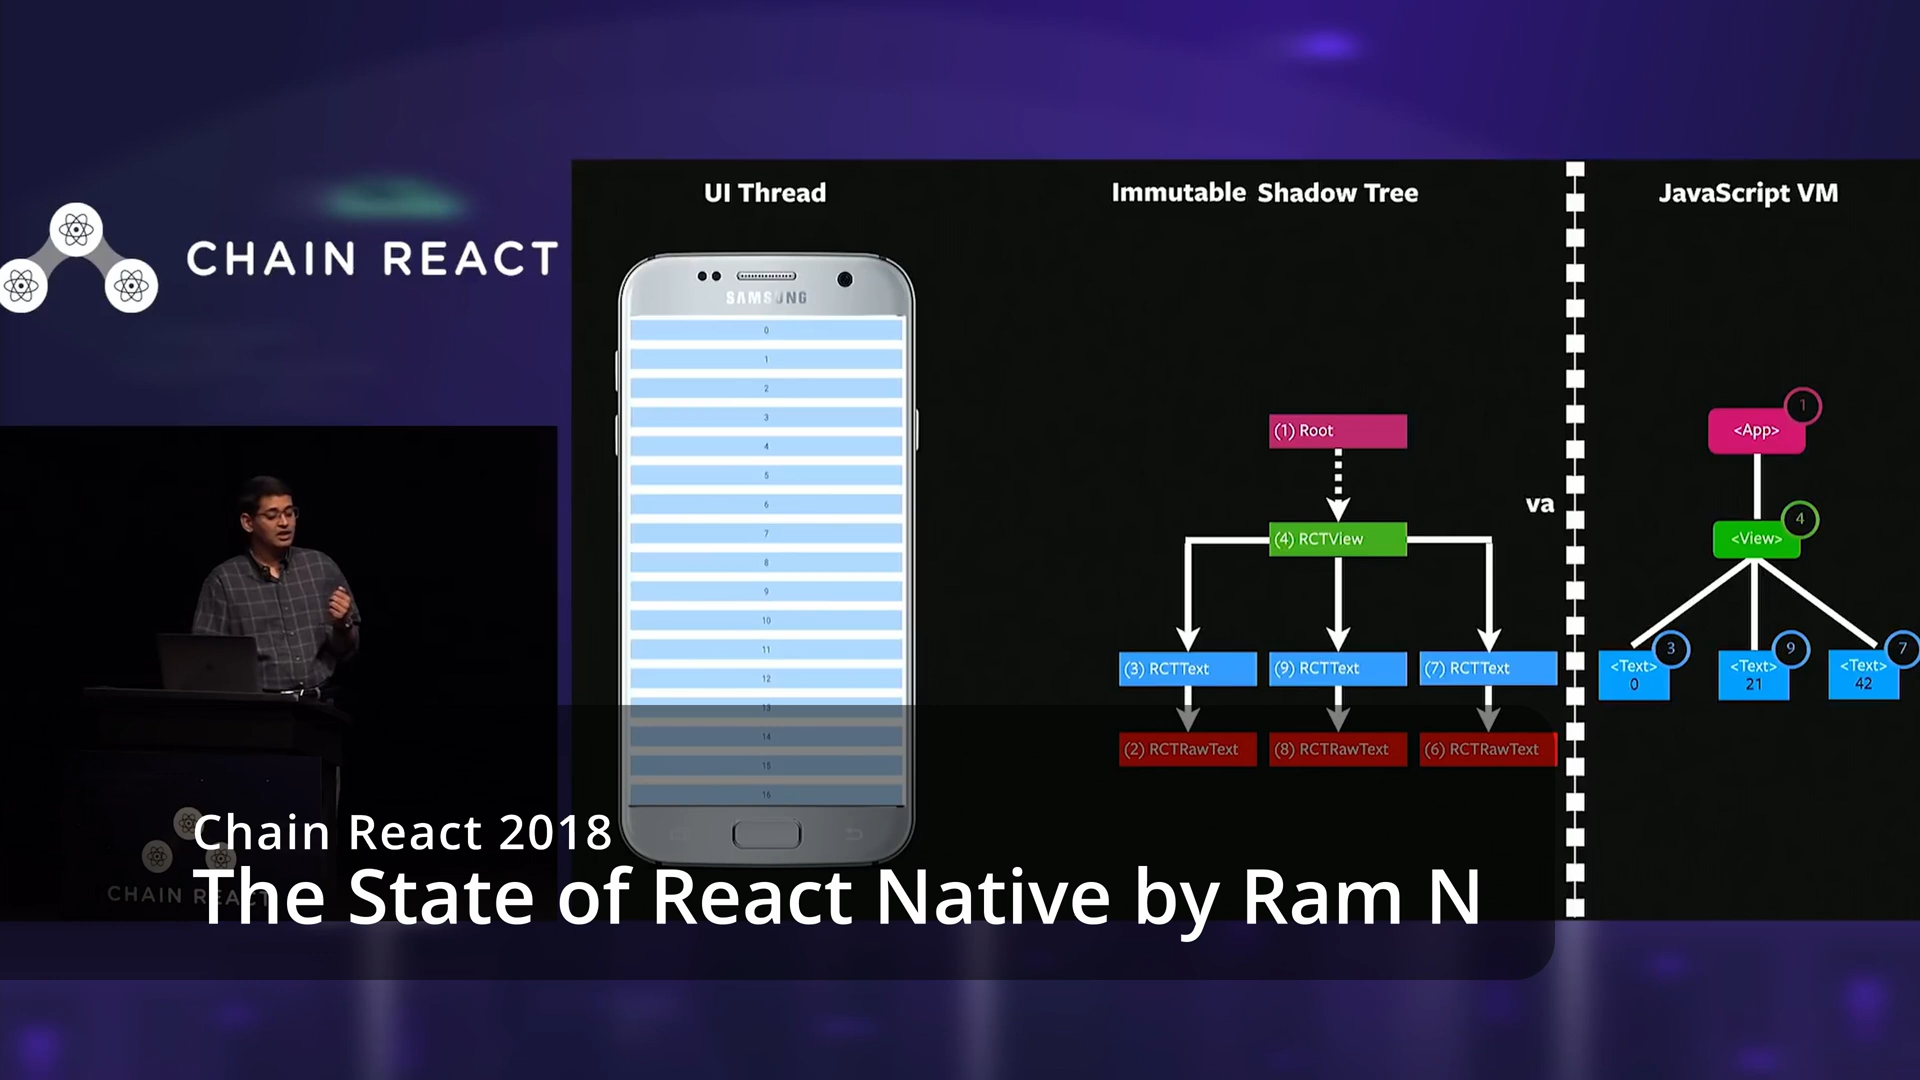 CHAIN REACT
UI Thread
SAMSUNG
0
1
2
3
4
5
6
7
8
9
10
11
12
13
14
15
16
Immutable Shadow Tree
(1) Root
(4) RCTView
(3) RCTText
(9) RCTText
(7) RCTText
(2) RCTRawText
(8) RCTRawText
(6) RCTRawText
va
JavaScript VM
1
<App>
4
<View>
3
<Text>
0
9
<Text>
21
7
<Text>
42
CHAIN REACT
Chain React 2018
The State of React Native by Ram N